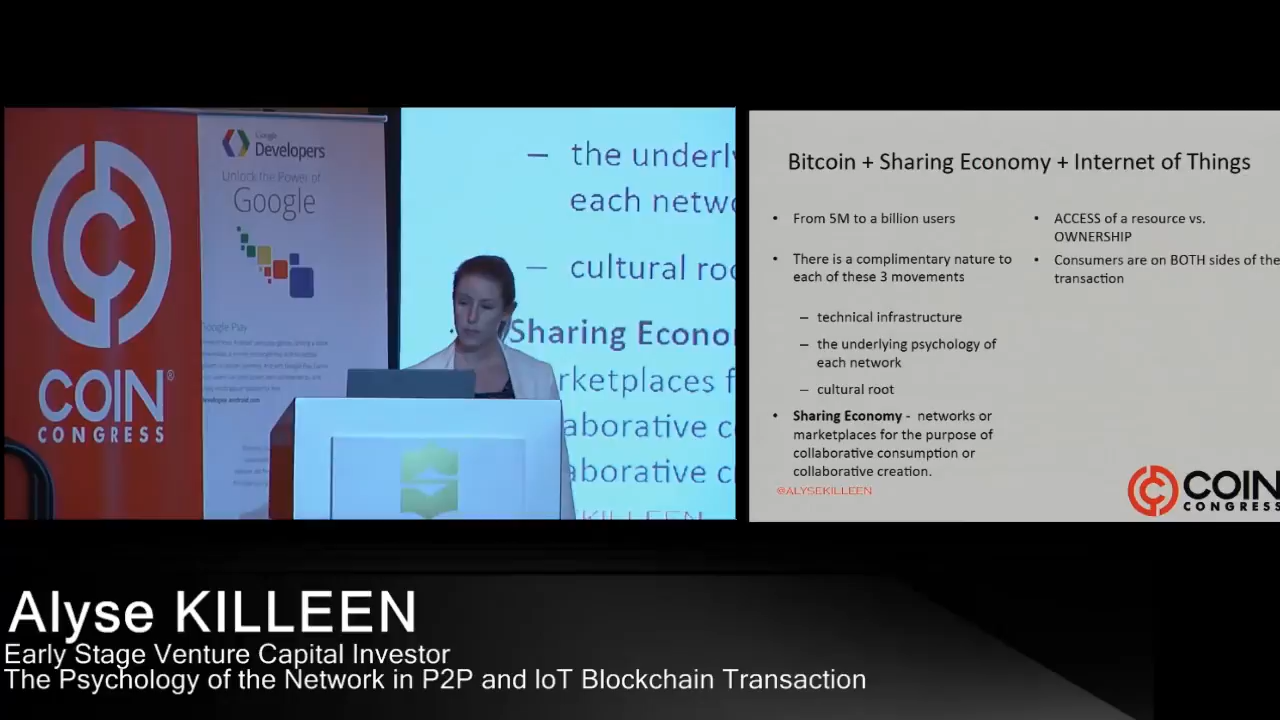 COIN®
CONGRESS
Google
Developers
Unlock the Power of
Google
Google Pay
the underly
each netwo
cultural roo
Sharing Econo
rketplaces f
aborative c
aborative c
KILLEEN
Bitcoin + Sharing Economy + Internet of Things
• From 5M to a billion users
• There is a complimentary nature to
each of these 3 movements
– technical infrastructure
– the underlying psychology of
each network
– cultural root
• Sharing Economy - networks or
marketplaces for the purpose of
collaborative consumption or
collaborative creation.
@ALYSEKILLEEN
• ACCESS of a resource vs.
OWNERSHIP
• Consumers are on BOTH sides of the
transaction
COIN
CONGRESS
Alyse KILLEEN
Early Stage Venture Capital Investor
The Psychology of the Network in P2P and IoT Blockchain Transaction